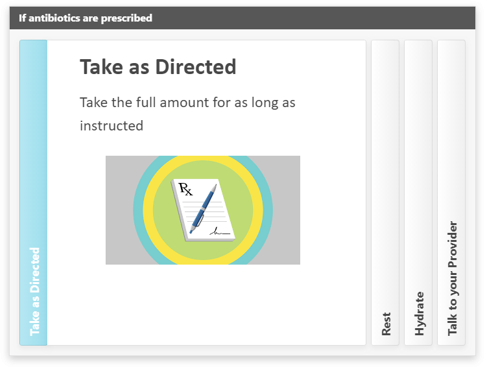 If antibiotics are prescribed
Take as Directed
Take as Directed
Take the full amount for as long as
instructed
Rx
Rest
Hydrate
Talk to your Provider